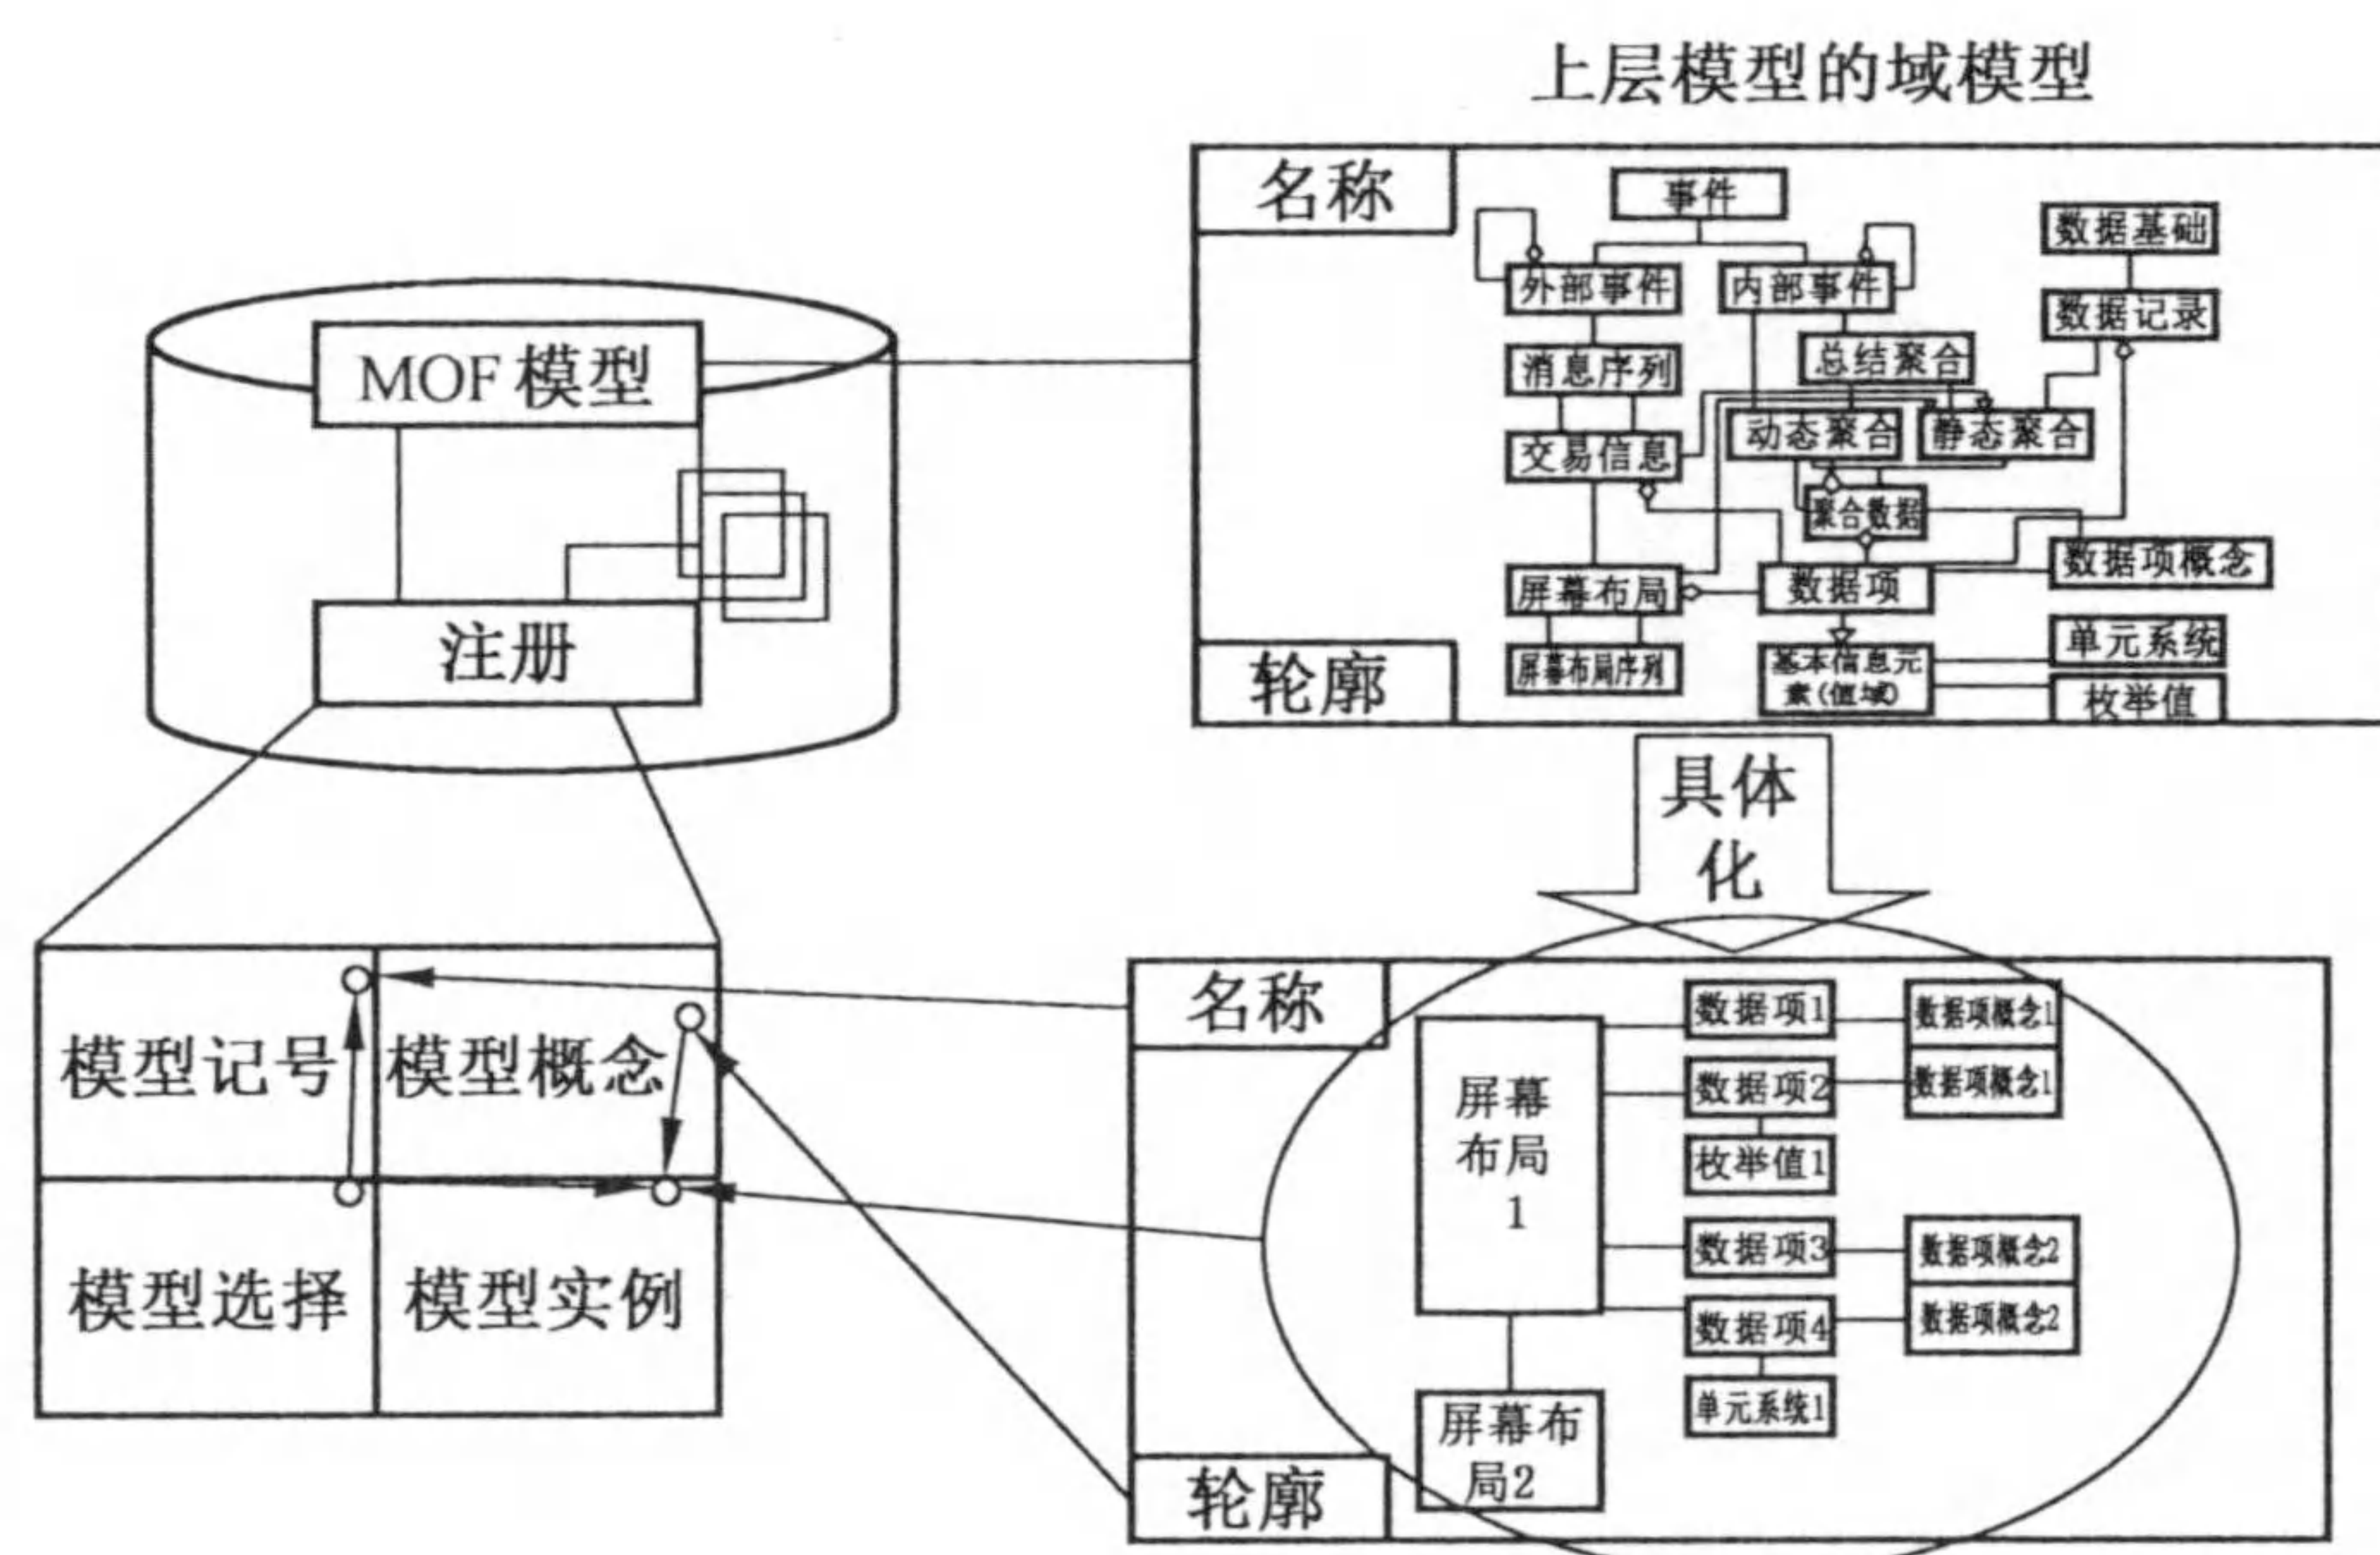 上层模型的域模型
名称
事件
数据基础
外部事件
内部事件
数据记录
消息序列
总结聚合
动态聚合
静态聚合
交易信息
聚合数据
数据项概念
屏幕布局
数据项
单元系统
屏幕布局序列
基本信息元
素(值域)
枚举值
轮廓
MOF 模型
注册
具体
化
模型记号
模型概念
模型选择
模型实例
名称
数据项1
数据项概念1
数据项2
数据项概念1
屏幕
布局
1
枚举值1
数据项3
数据项概念2
数据项4
数据项概念2
单元系统1
屏幕布
局2
轮廓